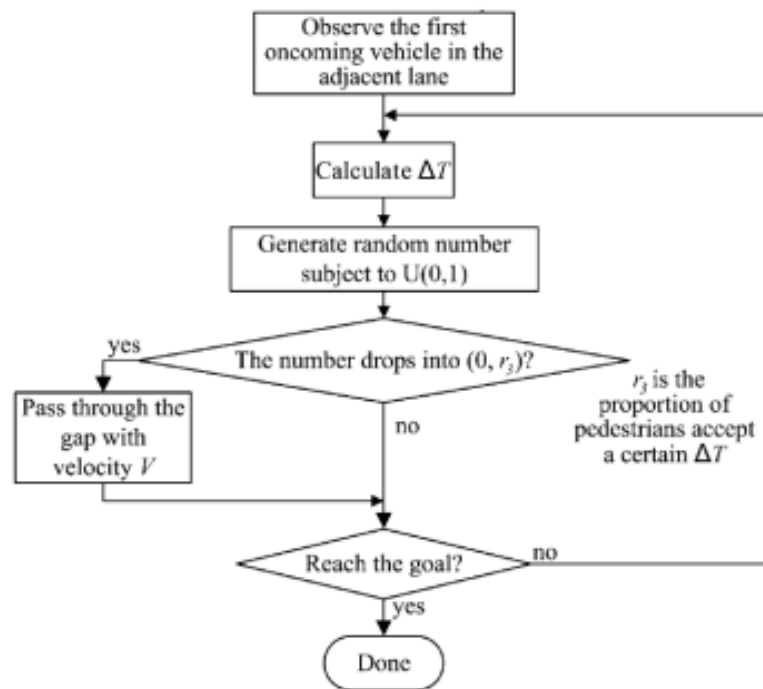 Observe the first
oncoming vehicle in the
adjacent lane
Calculate ΔT
Generate random number
subject to U(0,1)
The number drops into (0, r₃)?
yes
no
Pass through the
gap with
velocity V
r₃ is the
proportion of
pedestrians accept
a certain ΔT
Reach the goal?
no
yes
Done